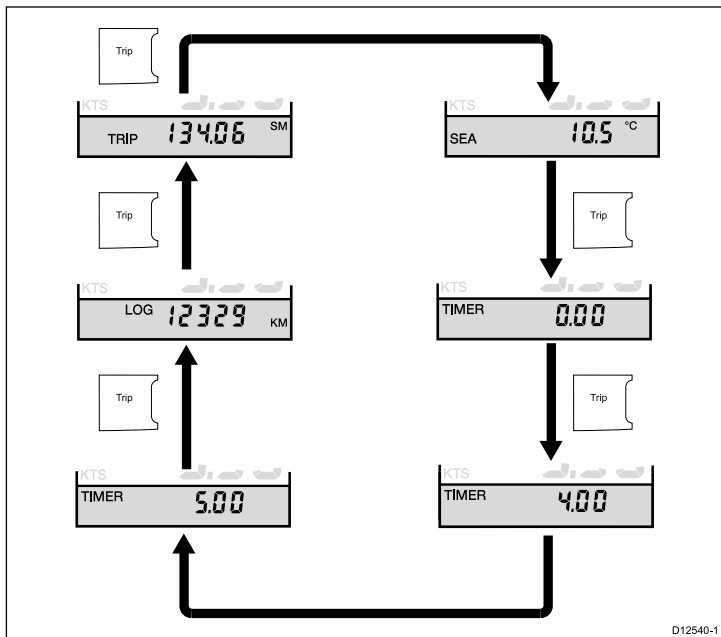 Trip
KTS
TRIP 134.06 SM
KTS
SEA 10.5 °C
Trip
Trip
KTS
LOG 12329 KM
KTS
TIMER 0.00
Trip
Trip
KTS
TIMER 5.00
KTS
TIMER 4.00
D12540-1